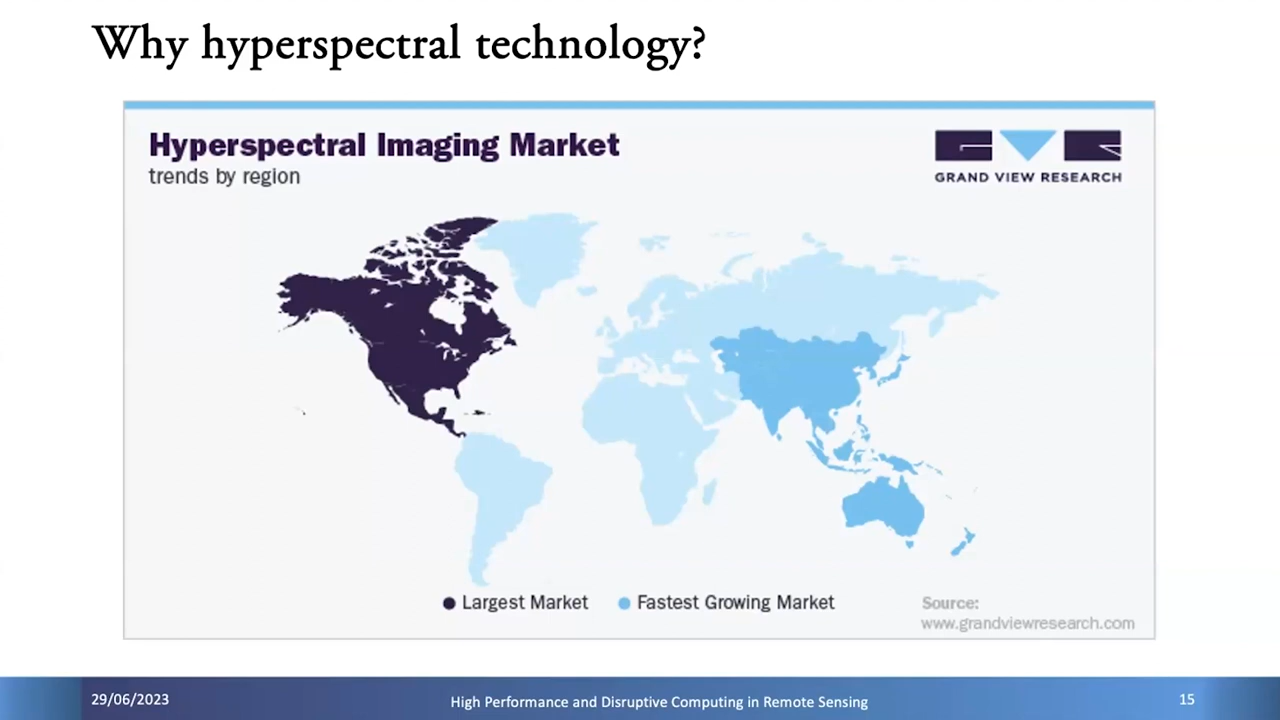 Why hyperspectral technology?
Hyperspectral Imaging Market
trends by region
GRAND VIEW RESEARCH
Largest Market
Fastest Growing Market
Source:
www.grandviewresearch.com
29/06/2023
High Performance and Disruptive Computing in Remote Sensing
15